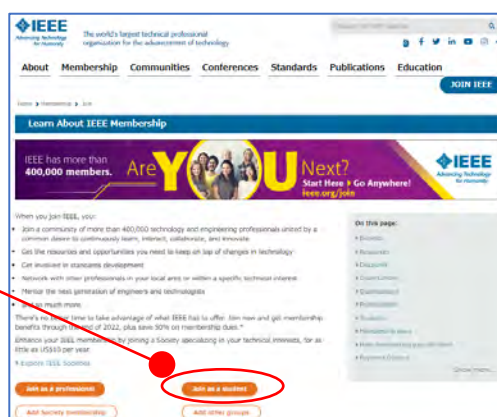 IEEE
Advancing Technology
for Humanity
The world's largest technical professional
organization for the advancement of technology
About Membership Communities Conferences Standards Publications Education
JOIN IEEE
Home > Membership > Join
Learn About IEEE Membership
IEEE has more than
400,000 members.
Are YOU Next?
Start Here > Go Anywhere!
ieee.org/join
IEEE
Advancing Technology
for Humanity
When you join IEEE, you:
• Join a community of more than 400,000 technology and engineering professionals united by a
common desire to continuously learn, interact, collaborate, and innovate
• Get the resources and opportunities you need to keep on top of changes in technology
• Get involved in standards development
• Network with other professionals in your local area or within a specific technical interest
• Mentor the next generation of engineers and technologists
• And so much more
There's no better time to take advantage of what IEEE has to offer. Join now and get membership
benefits through the end of 2022, plus save 50% on membership dues.*
Enhance your IEEE membership by joining a Society specializing in your technical interests, for as
little as US$10 per year.
> Explore IEEE Societies
Join as a professional
Join as a student
Add Society membership
Add other groups
On this page:
> Benefits
> Resources
> Discounts
> Qualifications
> Students
Show more